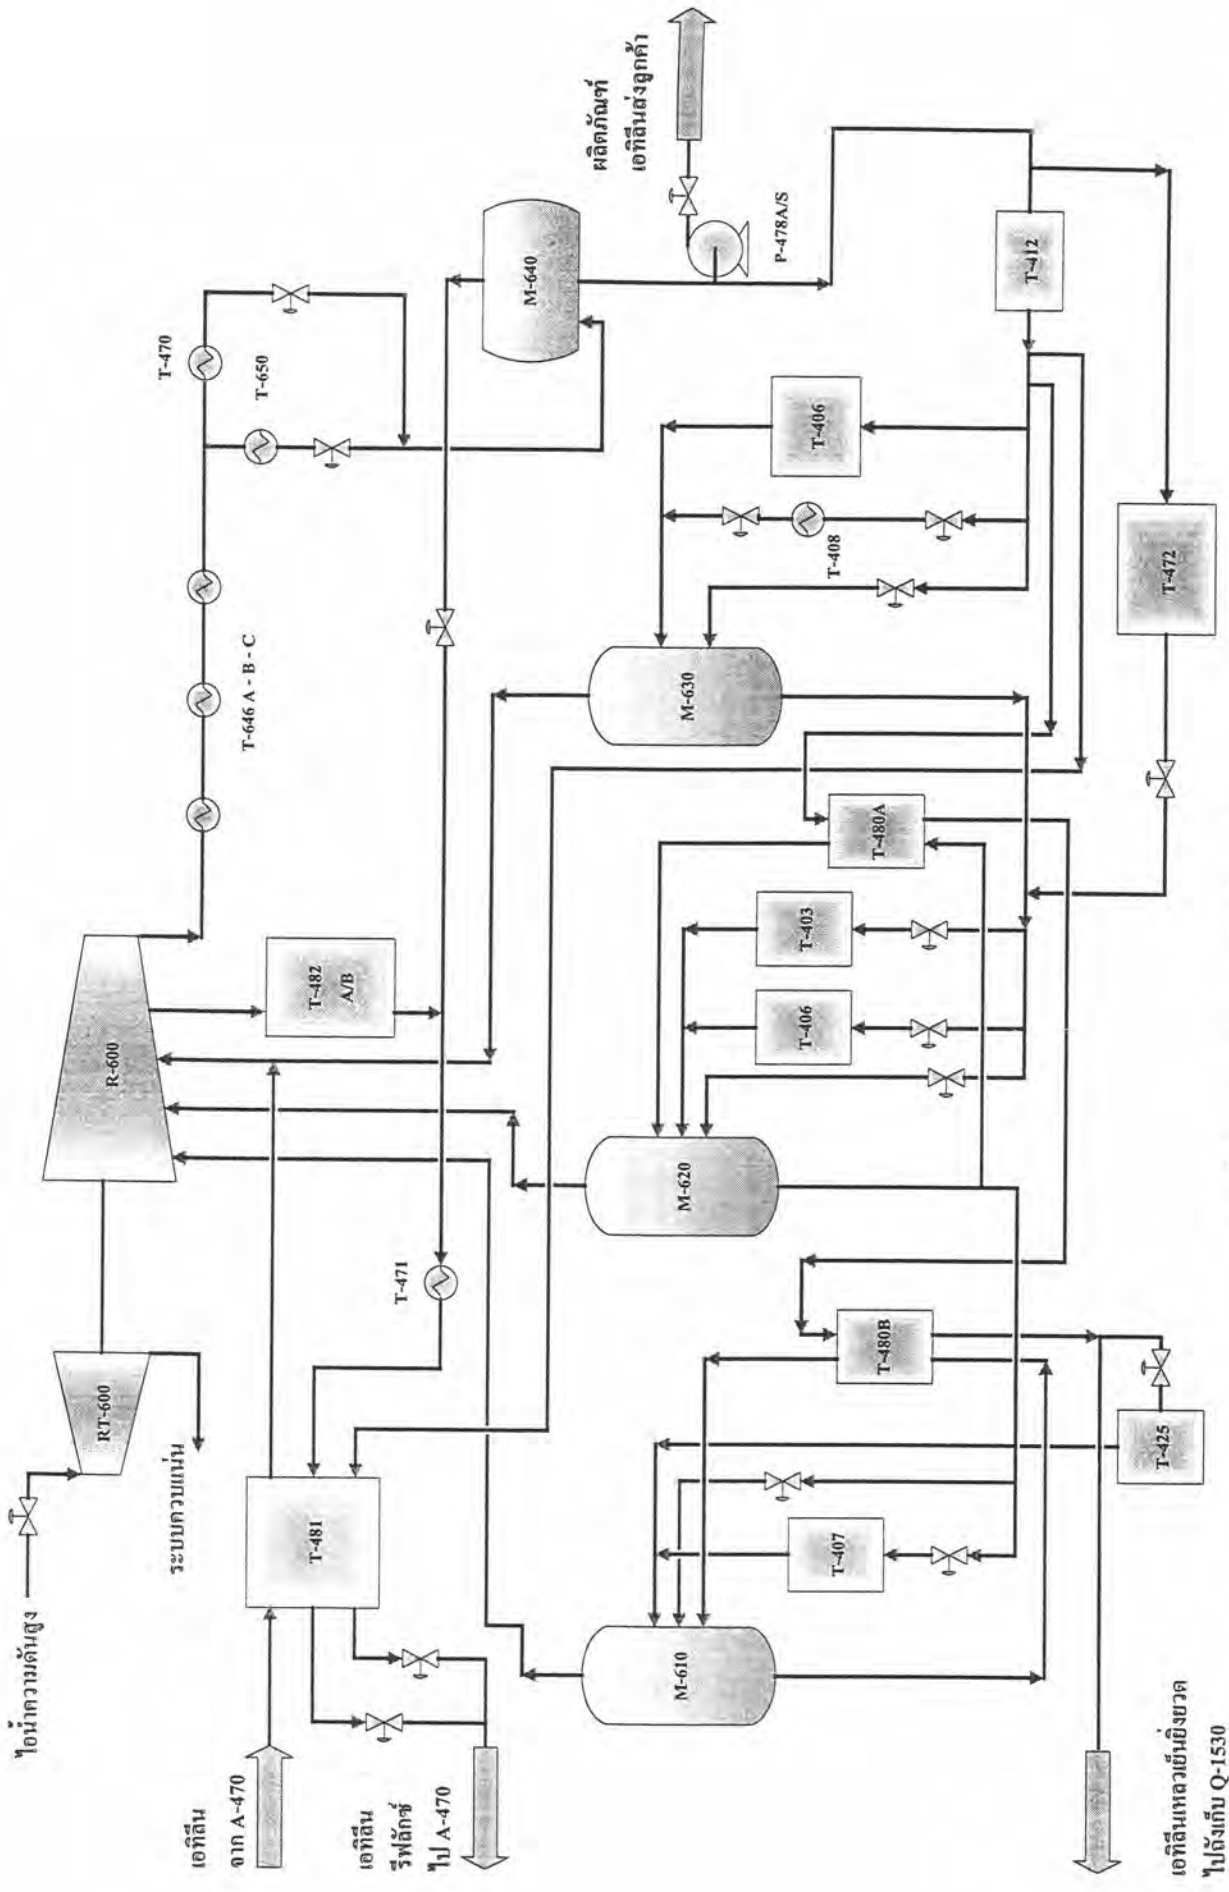 ไอน้ำความดันสูง
RT-600
R-600
T-470
ระบบควบแน่น
เอทิลีน
จาก A-470
T-646 A - B - C
T-650
T-481
T-482
A/B
เอทิลีน
รีฟลักซ์
ไป A-470
T-471
M-640
ผลิตภัณฑ์
เอทิลีนส่งลูกค้า
P-478A/S
M-610
M-620
M-630
T-407
T-406
T-403
T-408
T-406
T-480B
T-480A
T-412
T-425
T-472
เอทิลีนเหลวเย็นยิ่งยวด
ไปถังเก็บ Q-1530